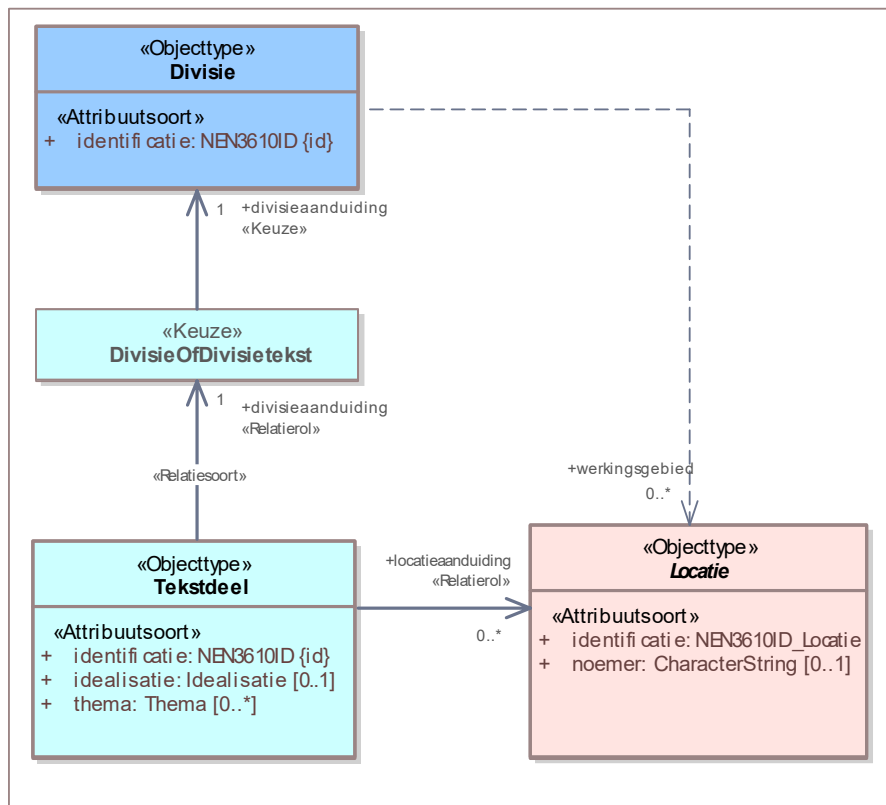 «Objecttype»
Divisie
«Attribuutsoort»
+ identificatie: NEN3610ID {id}
1
+divisieaanduiding
«Keuze»
«Keuze»
DivisieOfDivisietekst
1
+divisieaanduiding
«Relatierol»
«Relatiesoort»
+werkingsgebied
0..*
«Objecttype»
Tekstdeel
«Attribuutsoort»
+ identificatie: NEN3610ID {id}
+ idealisatie: Idealisatie [0..1]
+ thema: Thema [0..*]
+locatieaanduiding
«Relatierol»
0..*
«Objecttype»
Locatie
«Attribuutsoort»
+ identificatie: NEN3610ID_Locatie
+ noemer: CharacterString [0..1]